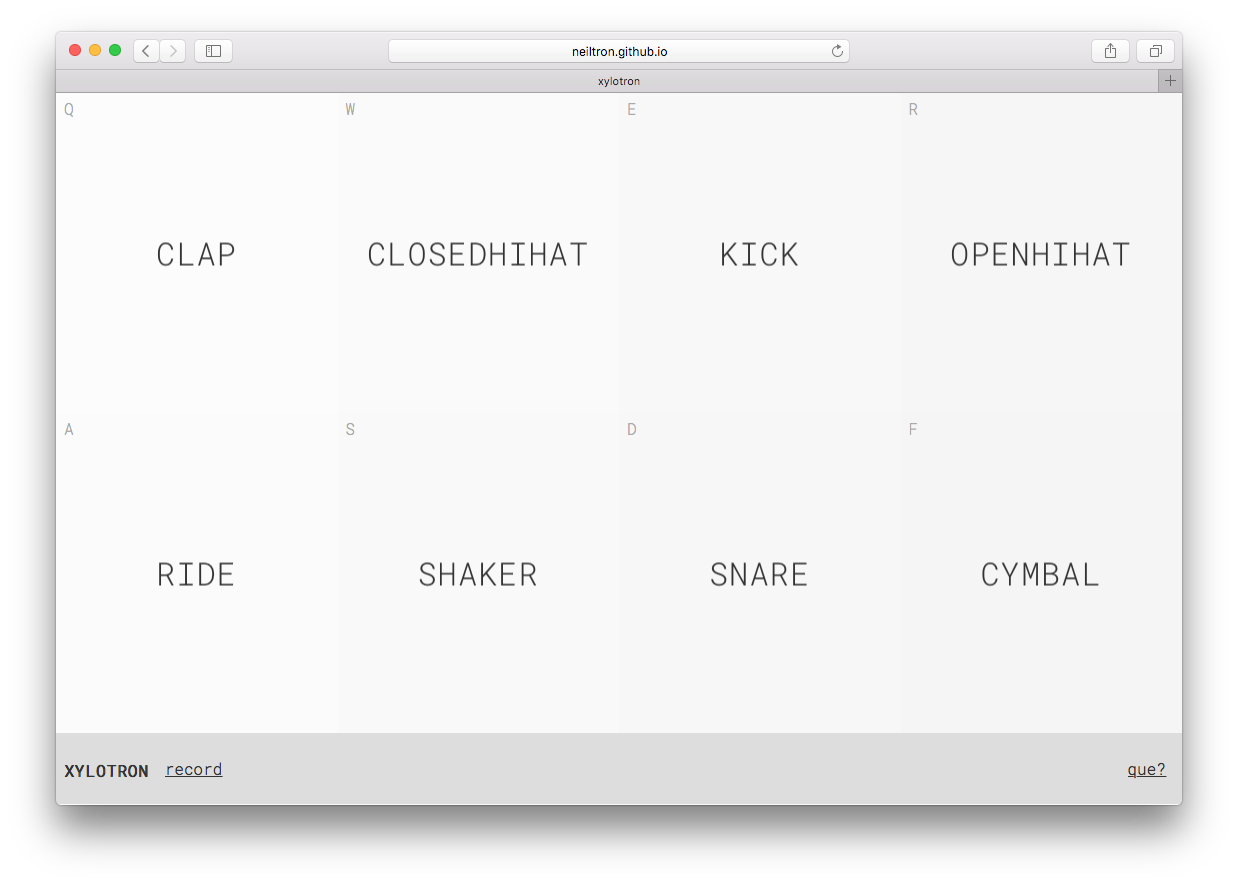 neiltron.github.io
xylotron
Q W E R
CLAP CLOSEDHIHAT KICK OPENHIHAT
A S D F
RIDE SHAKER SNARE CYMBAL
XYLOTRON record que?